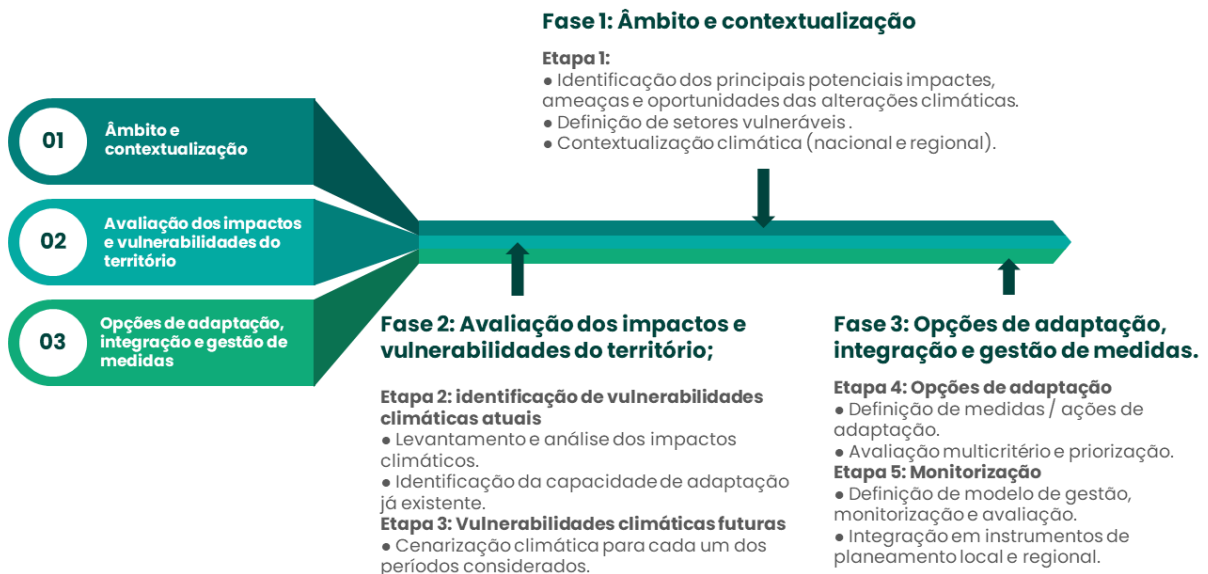 Fase 1: Âmbito e contextualização
Etapa 1:
● Identificação dos principais potenciais impactes,
ameaças e oportunidades das alterações climáticas.
● Definição de setores vulneráveis .
● Contextualização climática (nacional e regional).
01
Âmbito e
contextualização
02
Avaliação dos impactos
e vulnerabilidades do
território
03
Opções de adaptação,
integração e gestão de
medidas
Fase 2: Avaliação dos impactos e
vulnerabilidades do território;
Etapa 2: identificação de vulnerabilidades
climáticas atuais
● Levantamento e análise dos impactos
climáticos.
● Identificação da capacidade de adaptação
já existente.
Etapa 3: Vulnerabilidades climáticas futuras
● Cenarização climática para cada um dos
períodos considerados.
Fase 3: Opções de adaptação,
integração e gestão de medidas.
Etapa 4: Opções de adaptação
● Definição de medidas / ações de
adaptação.
● Avaliação multicritério e priorização.
Etapa 5: Monitorização
● Definição de modelo de gestão,
monitorização e avaliação.
● Integração em instrumentos de
planeamento local e regional.